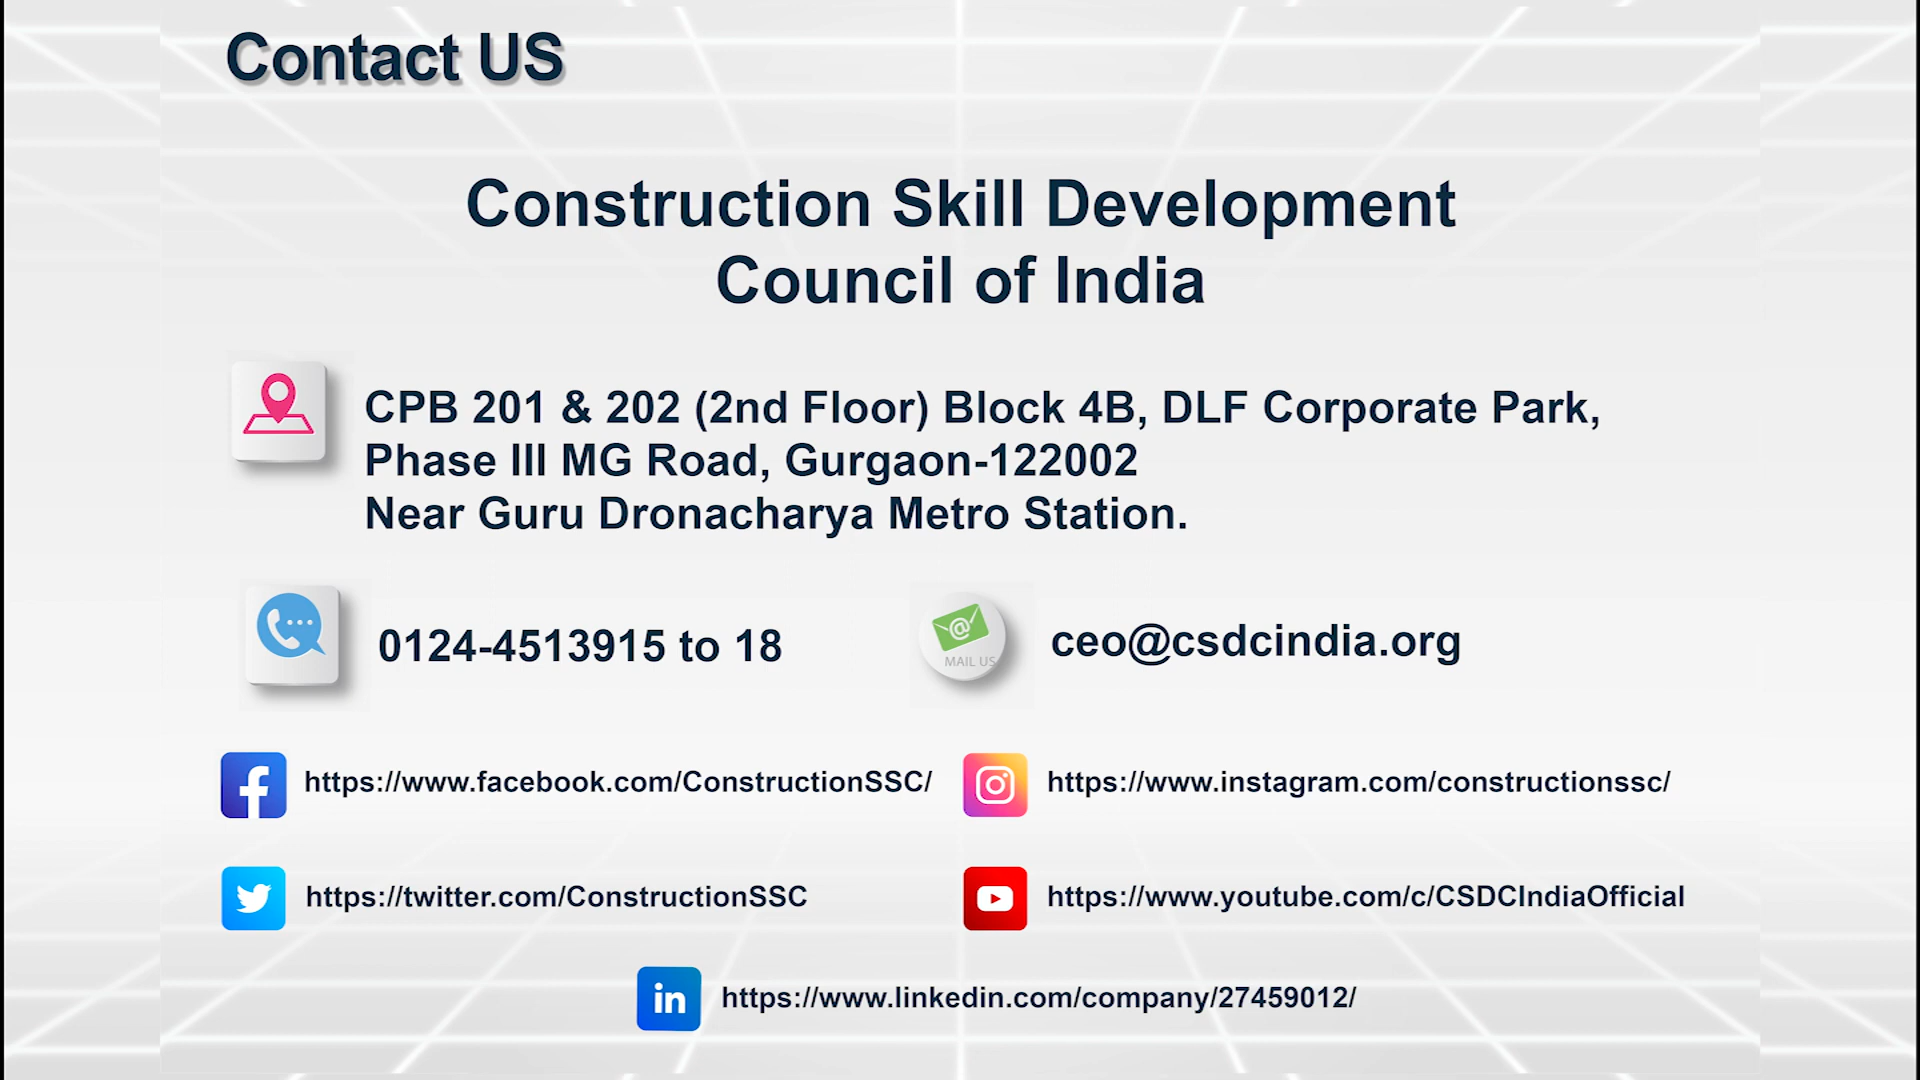 Contact US
Construction Skill Development
Council of India
CPB 201 & 202 (2nd Floor) Block 4B, DLF Corporate Park,
Phase III MG Road, Gurgaon-122002
Near Guru Dronacharya Metro Station.
0124-4513915 to 18
MAIL US
ceo@csdcindia.org
https://www.facebook.com/ConstructionSSC/
https://www.instagram.com/constructionssc/
https://twitter.com/ConstructionSSC
https://www.youtube.com/c/CSDCIndiaOfficial
in
https://www.linkedin.com/company/27459012/